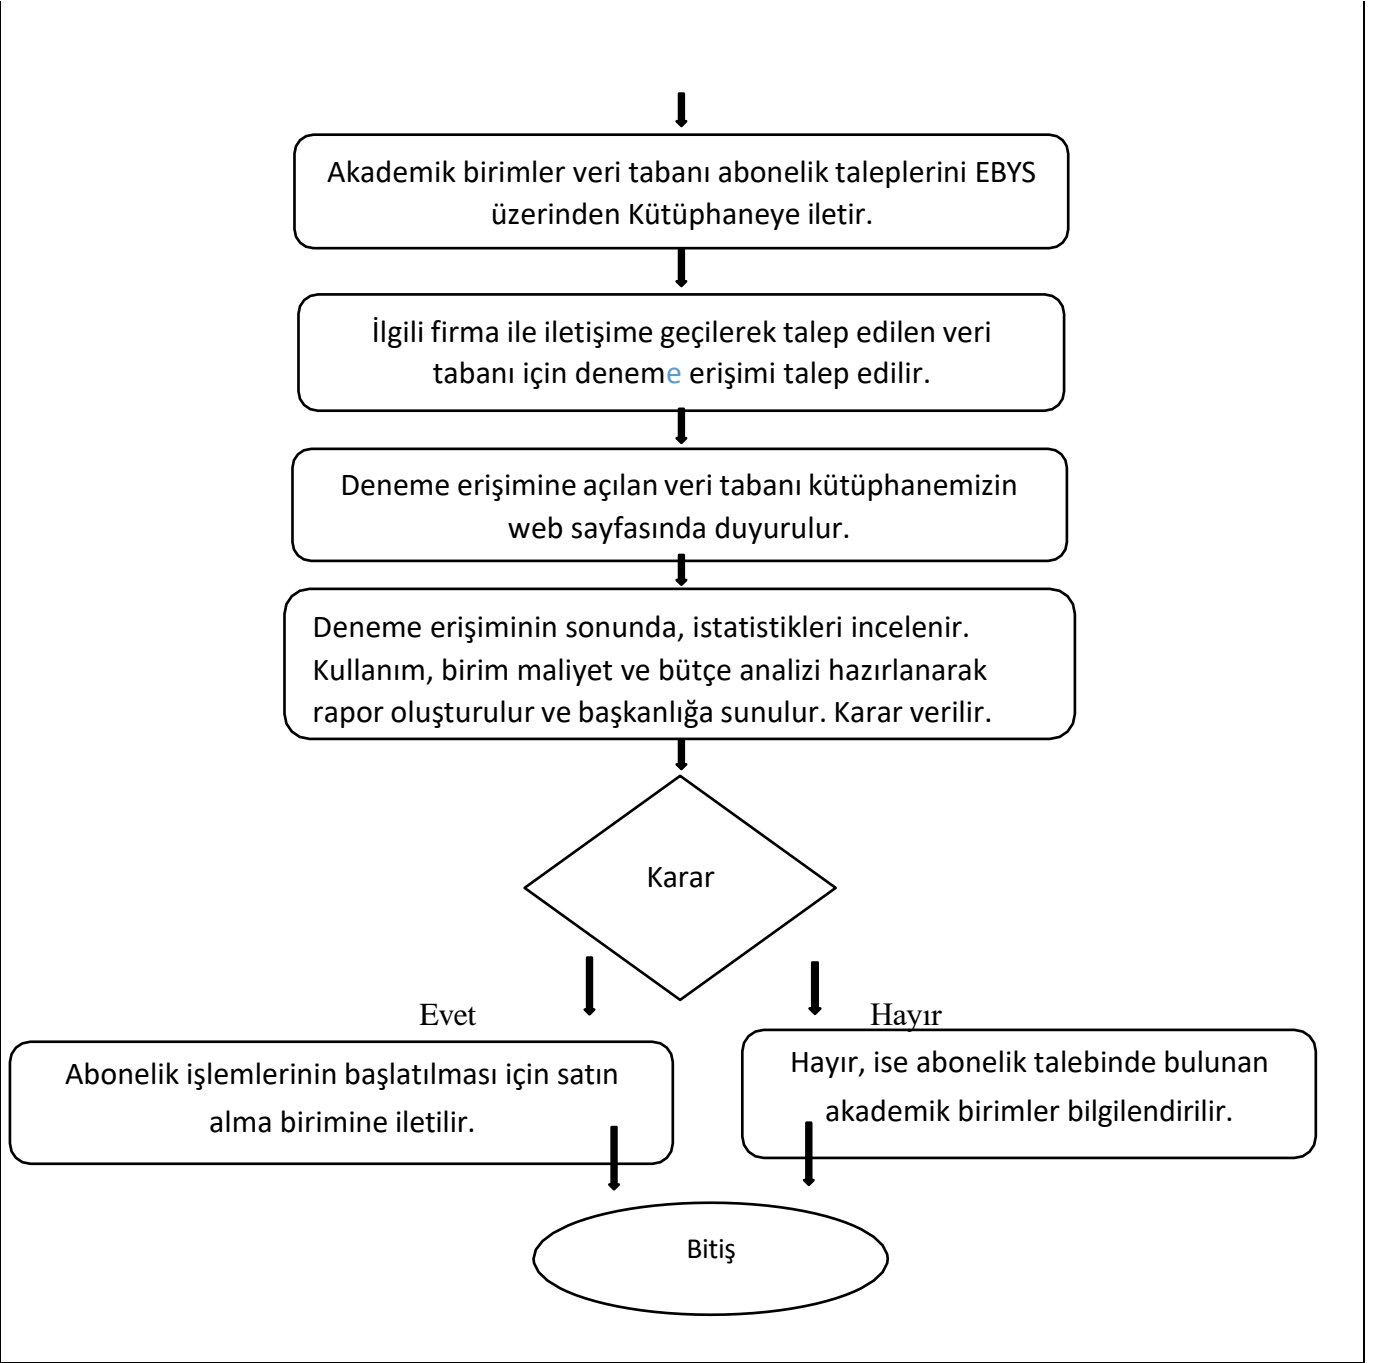 Akademik birimler veri tabanı abonelik taleplerini EBYS
üzerinden Kütüphaneye iletir.
İlgili firma ile iletişime geçilerek talep edilen veri
tabanı için deneme erişimi talep edilir.
Deneme erişimine açılan veri tabanı kütüphanemizin
web sayfasında duyurulur.
Deneme erişiminin sonunda, istatistikleri incelenir.
Kullanım, birim maliyet ve bütçe analizi hazırlanarak
rapor oluşturulur ve başkanlığa sunulur. Karar verilir.
Karar
Evet
Hayır
Abonelik işlemlerinin başlatılması için satın
alma birimine iletilir.
Hayır, ise abonelik talebinde bulunan
akademik birimler bilgilendirilir.
Bitiş